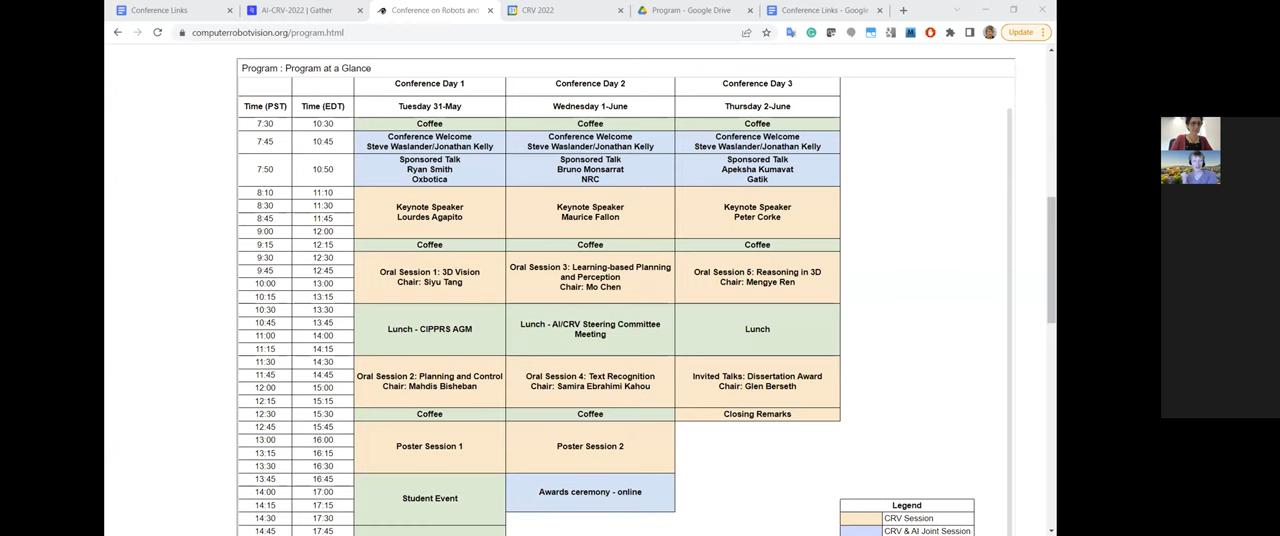 Conference Links
AI-CRV-2022 | Gather
Conference on Robots and
CRV 2022
Program - Google Drive
Conference Links - Google
computerrobotvision.org/program.html
Update
Program : Program at a Glance
Conference Day 1 Conference Day 2 Conference Day 3
Time (PST) Time (EDT) Tuesday 31-May Wednesday 1-June Thursday 2-June
7:30 10:30 Coffee Coffee Coffee
7:45 10:45
Conference Welcome Conference Welcome Conference Welcome
Steve Waslander/Jonathan Kelly Steve Waslander/Jonathan Kelly Steve Waslander/Jonathan Kelly
7:50 10:50
Sponsored Talk Sponsored Talk Sponsored Talk
Ryan Smith Bruno Monsarrat Apeksha Kumavat
Oxbotica NRC Gatik
8:10 11:10
8:30 11:30
8:45 11:45
9:00 12:00
Keynote Speaker Keynote Speaker Keynote Speaker
Lourdes Agapito Maurice Fallon Peter Corke
9:15 12:15 Coffee Coffee Coffee
9:30 12:30
9:45 12:45
10:00 13:00
10:15 13:15
Oral Session 1: 3D Vision
Chair: Siyu Tang
Oral Session 3: Learning-based Planning
and Perception
Chair: Mo Chen
Oral Session 5: Reasoning in 3D
Chair: Mengye Ren
10:30 13:30
10:45 13:45
11:00 14:00
11:15 14:15
Lunch - CIPPRS AGM
Lunch - AI/CRV Steering Committee
Meeting
Lunch
11:30 14:30
11:45 14:45
12:00 15:00
12:15 15:15
Oral Session 2: Planning and Control
Chair: Mahdis Bisheban
Oral Session 4: Text Recognition
Chair: Samira Ebrahimi Kahou
Invited Talks: Dissertation Award
Chair: Glen Berseth
12:30 15:30 Coffee Coffee Closing Remarks
12:45 15:45
13:00 16:00
13:15 16:15
13:30 16:30
Poster Session 1 Poster Session 2
13:45 16:45
14:00 17:00
14:15 17:15
14:30 17:30
14:45 17:45
Student Event
Awards ceremony - online
Legend
CRV Session
CRV & AI Joint Session